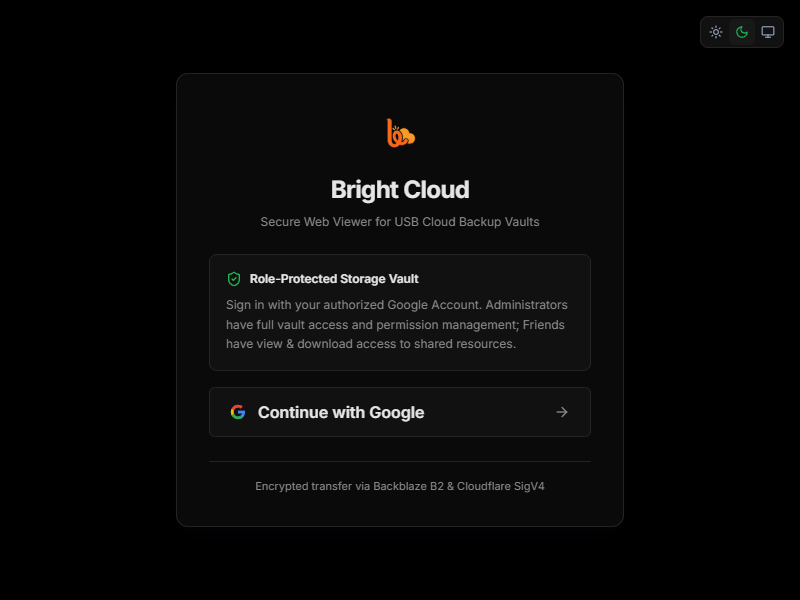 Bright Cloud
Secure Web Viewer for USB Cloud Backup Vaults
Role-Protected Storage Vault
Sign in with your authorized Google Account. Administrators
have full vault access and permission management; Friends
have view & download access to shared resources.
Continue with Google
Encrypted transfer via Backblaze B2 & Cloudflare SigV4